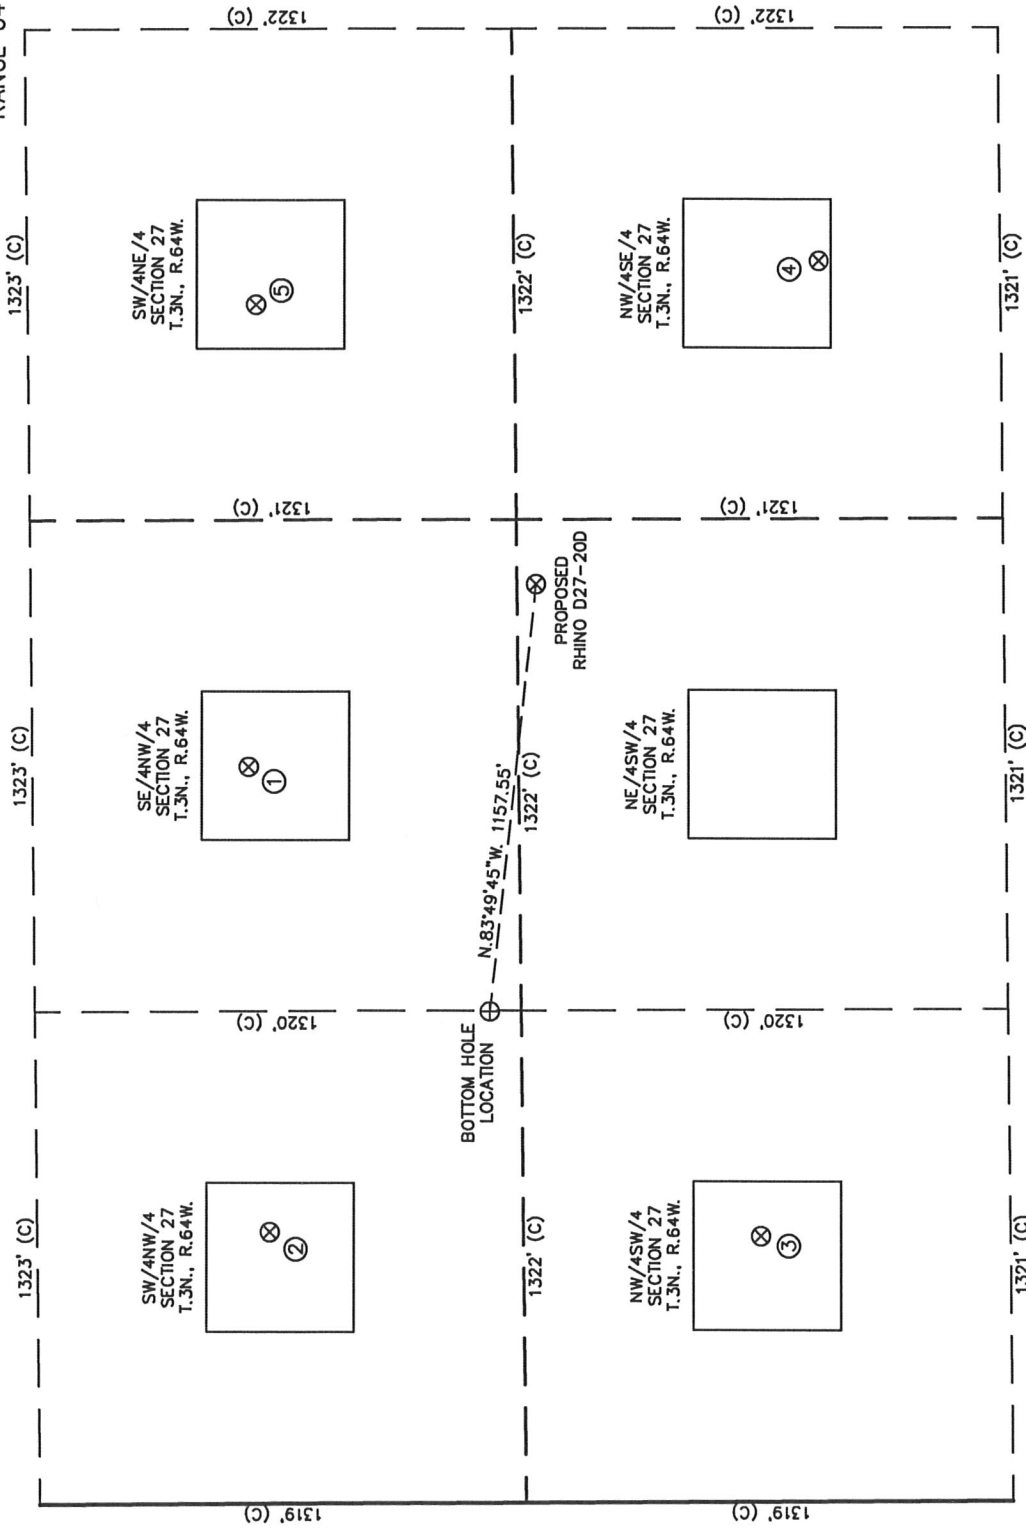 RANGE
1322' (C)
1322' (C)
1323' (C)
SW/4NE/4
SECTION 27
T.3N., R.64W.
5
1322' (C)
NW/4SE/4
SECTION 27
T.3N., R.64W.
4
1321' (C)
1321' (C)
1321' (C)
PROPOSED
RHINO D27-20D
1323' (C)
SE/4NW/4
SECTION 27
T.3N., R.64W.
1
N.83°49'45"W. 1157.55'
1322' (C)
NE/4SW/4
SECTION 27
T.3N., R.64W.
1321' (C)
1320' (C)
1320' (C)
BOTTOM HOLE
LOCATION
1323' (C)
SW/4NW/4
SECTION 27
T.3N., R.64W.
2
1322' (C)
NW/4SW/4
SECTION 27
T.3N., R.64W.
3
1321' (C)
1319' (C)
1319' (C)